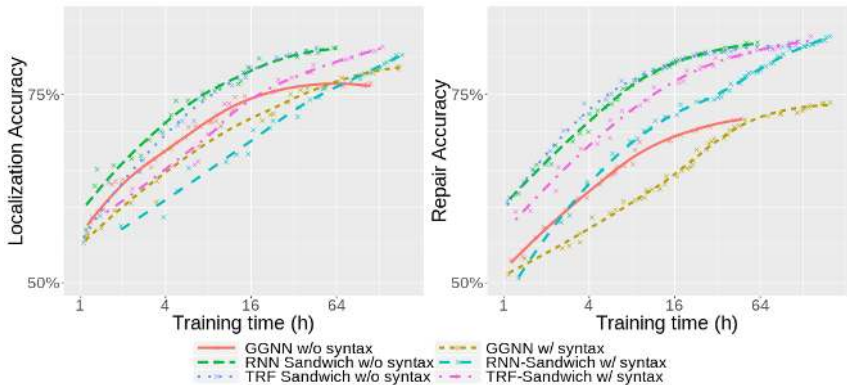 Localization Accuracy
75%
50%
1 4 16 64
Training time (h)
Repair Accuracy
75%
50%
1 4 16 64
Training time (h)
GGNN w/o syntax GGNN w/ syntax
RNN Sandwich w/o syntax RNN-Sandwich w/ syntax
TRF Sandwich w/o syntax TRF-Sandwich w/ syntax